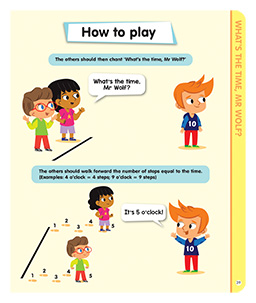 How to play
The others should then chant 'What's the time, Mr Wolf?'
What's the time,
Mr Wolf?
10
The others should walk forward the number of steps equal to the time.
(Examples: 4 o'clock = 4 steps; 9 o'clock = 9 steps)
1 2 3 4 5
It's 5 o'clock!
10
1 2 3 4 5
WHAT'S THE TIME, MR WOLF?